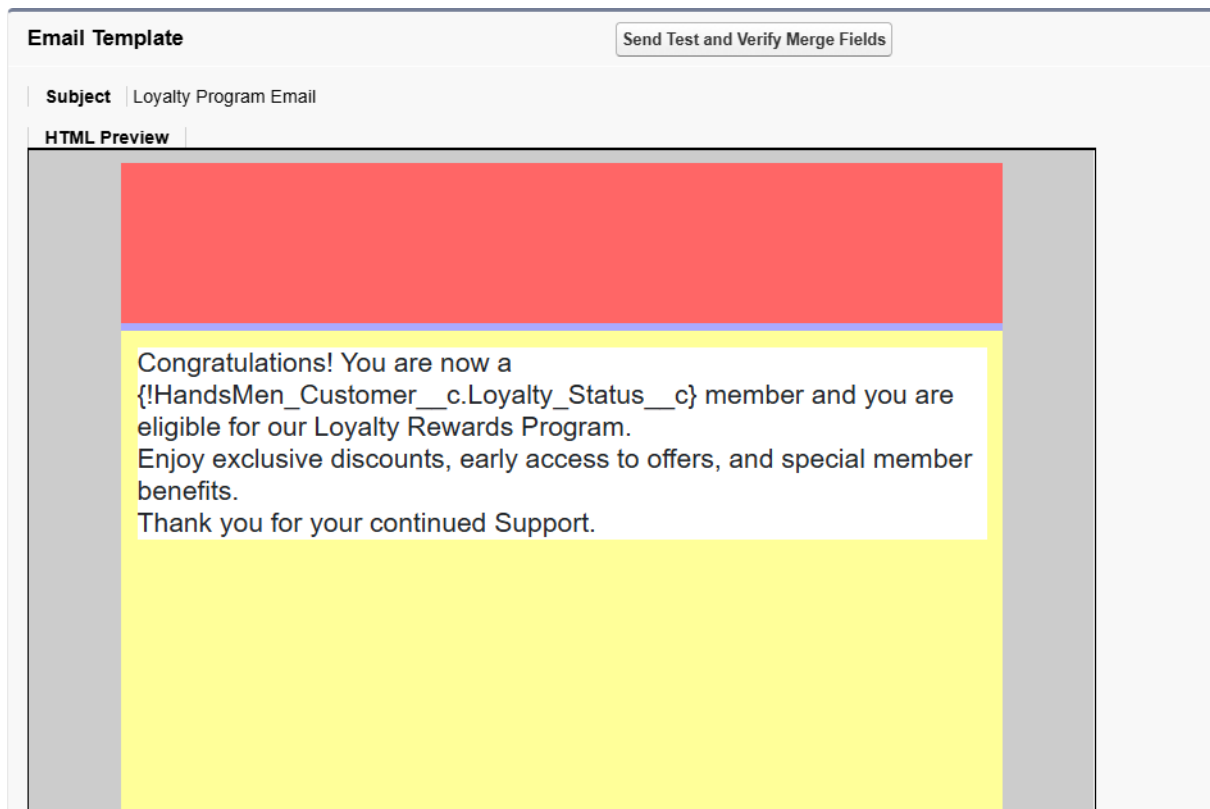 Email Template
Send Test and Verify Merge Fields
Subject
Loyalty Program Email
HTML Preview
Congratulations! You are now a
{!HandsMen_Customer__c.Loyalty_Status__c} member and you are
eligible for our Loyalty Rewards Program.
Enjoy exclusive discounts, early access to offers, and special member
benefits.
Thank you for your continued Support.